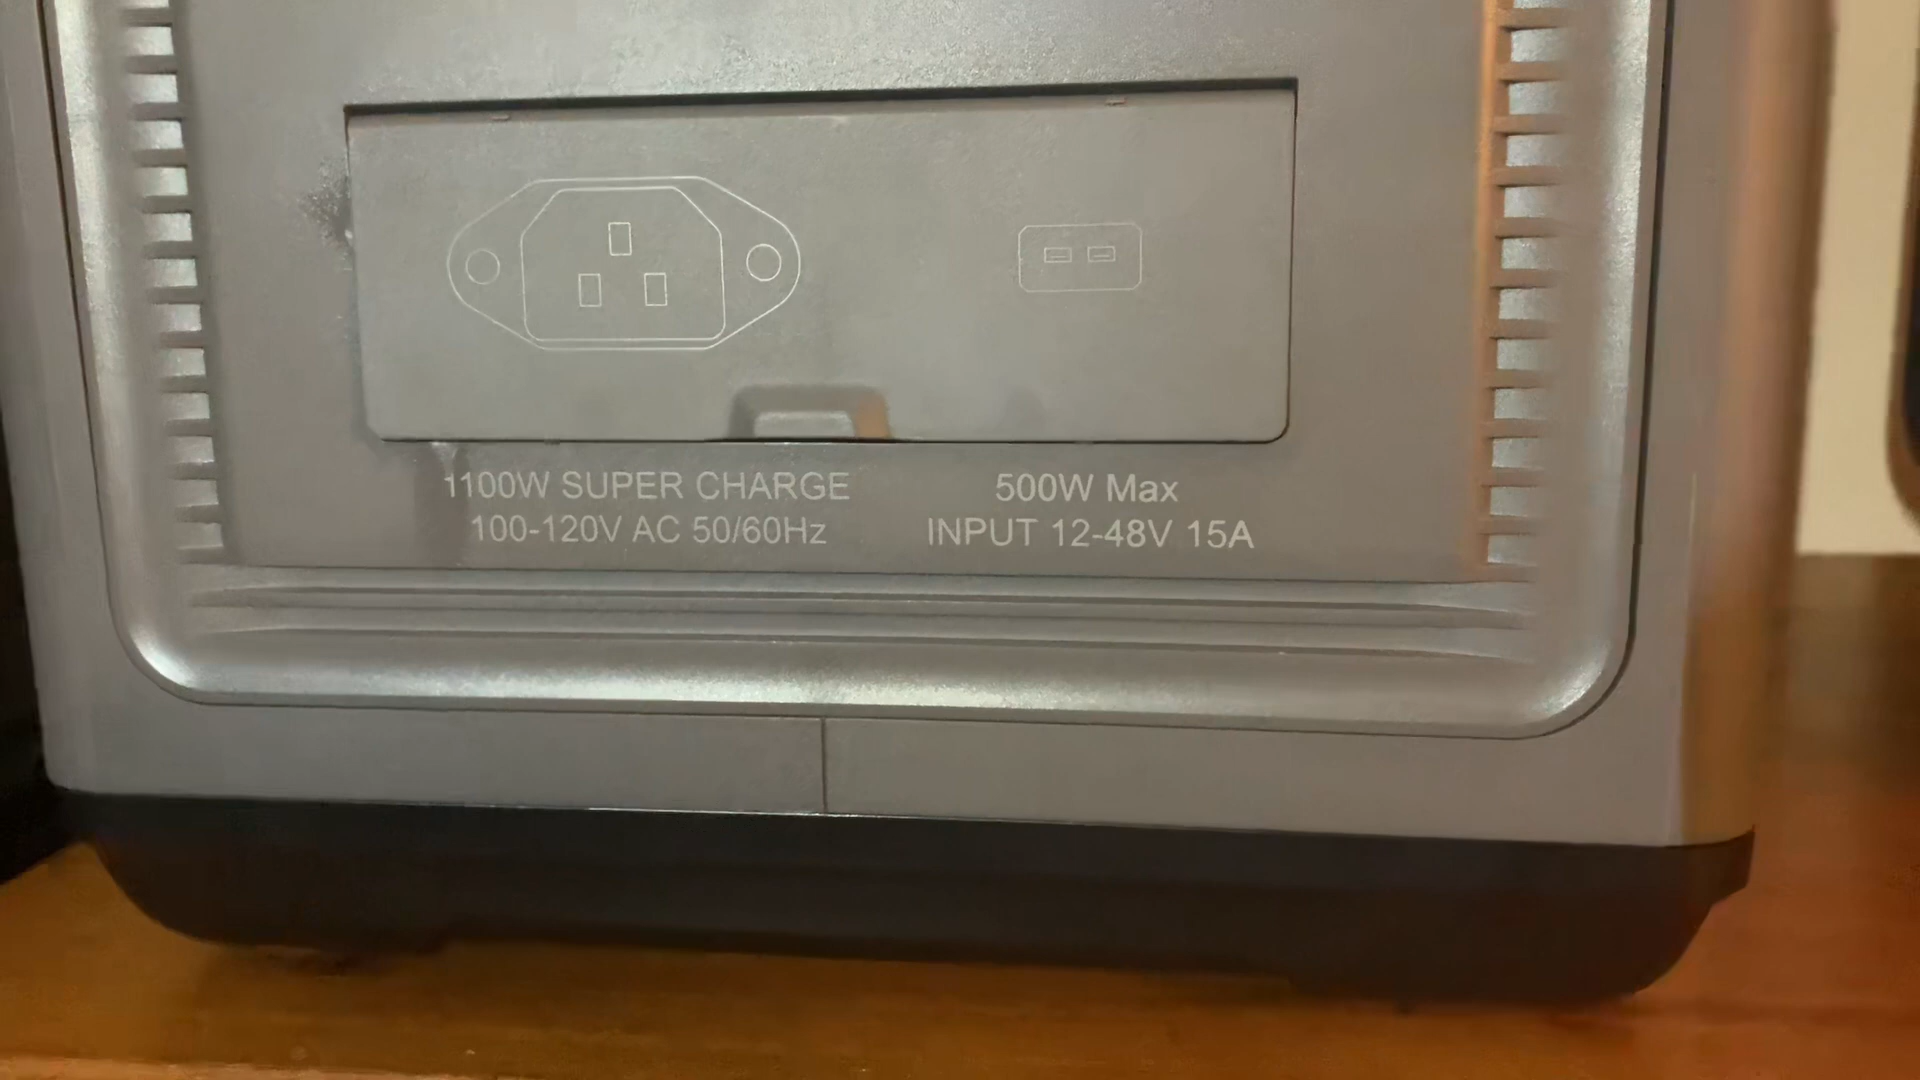 1100W SUPER CHARGE
100-120V AC 50/60Hz
500W Max
INPUT 12-48V 15A